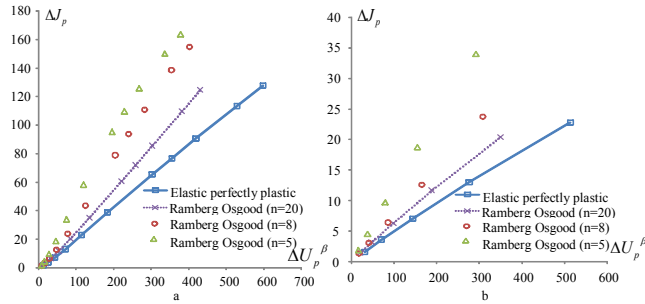 ΔJₚ
180
160
140
120
100
80
60
40
20
0
0 100 200 300 400 500 600 700
Elastic perfectly plastic
Ramberg Osgood (n=20)
Ramberg Osgood (n=8)
Ramberg Osgood (n=5)
ΔUₚ^β
a
ΔJₚ
40
35
30
25
20
15
10
5
0
0 100 200 300 400 500 600
Elastic perfectly plastic
Ramberg Osgood (n=20)
Ramberg Osgood (n=8)
Ramberg Osgood (n=5)
ΔUₚ^β
b